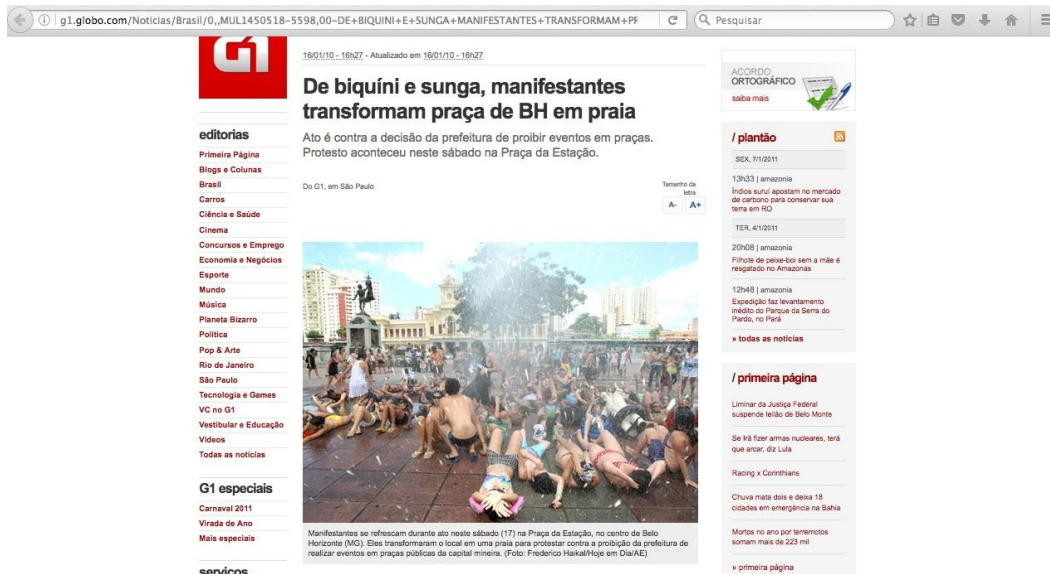 g1.globo.com/Noticias/Brasil/0,,MUL1450518-5598,00-DE+BIQUINI+E+SUNGA+MANIFESTANTES+TRANSFORMAM+PF
Pesquisar
G1
editorias
Primeira Página
Blogs e Colunas
Brasil
Carros
Ciência e Saúde
Cinema
Concursos e Emprego
Economia e Negócios
Esporte
Mundo
Música
Planeta Bizarro
Política
Pop & Arte
Rio de Janeiro
São Paulo
Tecnologia e Games
VC no G1
Vestibular e Educação
Vídeos
Todas as notícias
G1 especiais
Carnaval 2011
Virada de Ano
Mais especiais
serviços
16/01/10 - 16h27 - Atualizado em 16/01/10 - 16h27
De biquíni e sunga, manifestantes
transformam praça de BH em praia
Ato é contra a decisão da prefeitura de proibir eventos em praças.
Protesto aconteceu neste sábado na Praça da Estação.
Do G1, em São Paulo
Tamanho da
letra
A- A+
Manifestantes se refrescam durante ato neste sábado (17) na Praça da Estação, no centro de Belo
Horizonte (MG). Eles transformaram o local em uma praia para protestar contra a proibição da prefeitura de
realizar eventos em praças públicas da capital mineira. (Foto: Frederico Haikal/Hoje em Dia/AE)
ACORDO
ORTOGRÁFICO
saiba mais
/ plantão
SEX, 7/1/2011
13h33 | amazonia
Índios suruí apostam no mercado
de carbono para conservar sua
terra em RO
TER, 4/1/2011
20h08 | amazonia
Filhote de peixe-boi sem a mãe é
resgatado no Amazonas
12h48 | amazonia
Expedição faz levantamento
inédito do Parque da Serra do
Pardo, no Pará
» todas as notícias
/ primeira página
Liminar da Justiça Federal
suspende leilão de Belo Monte
Se Irã fizer armas nucleares, terá
que arcar, diz Lula
Racing x Corinthians
Chuva mata dois e deixa 18
cidades em emergência na Bahia
Mortos no ano por terremotos
somam mais de 223 mil
» primeira página